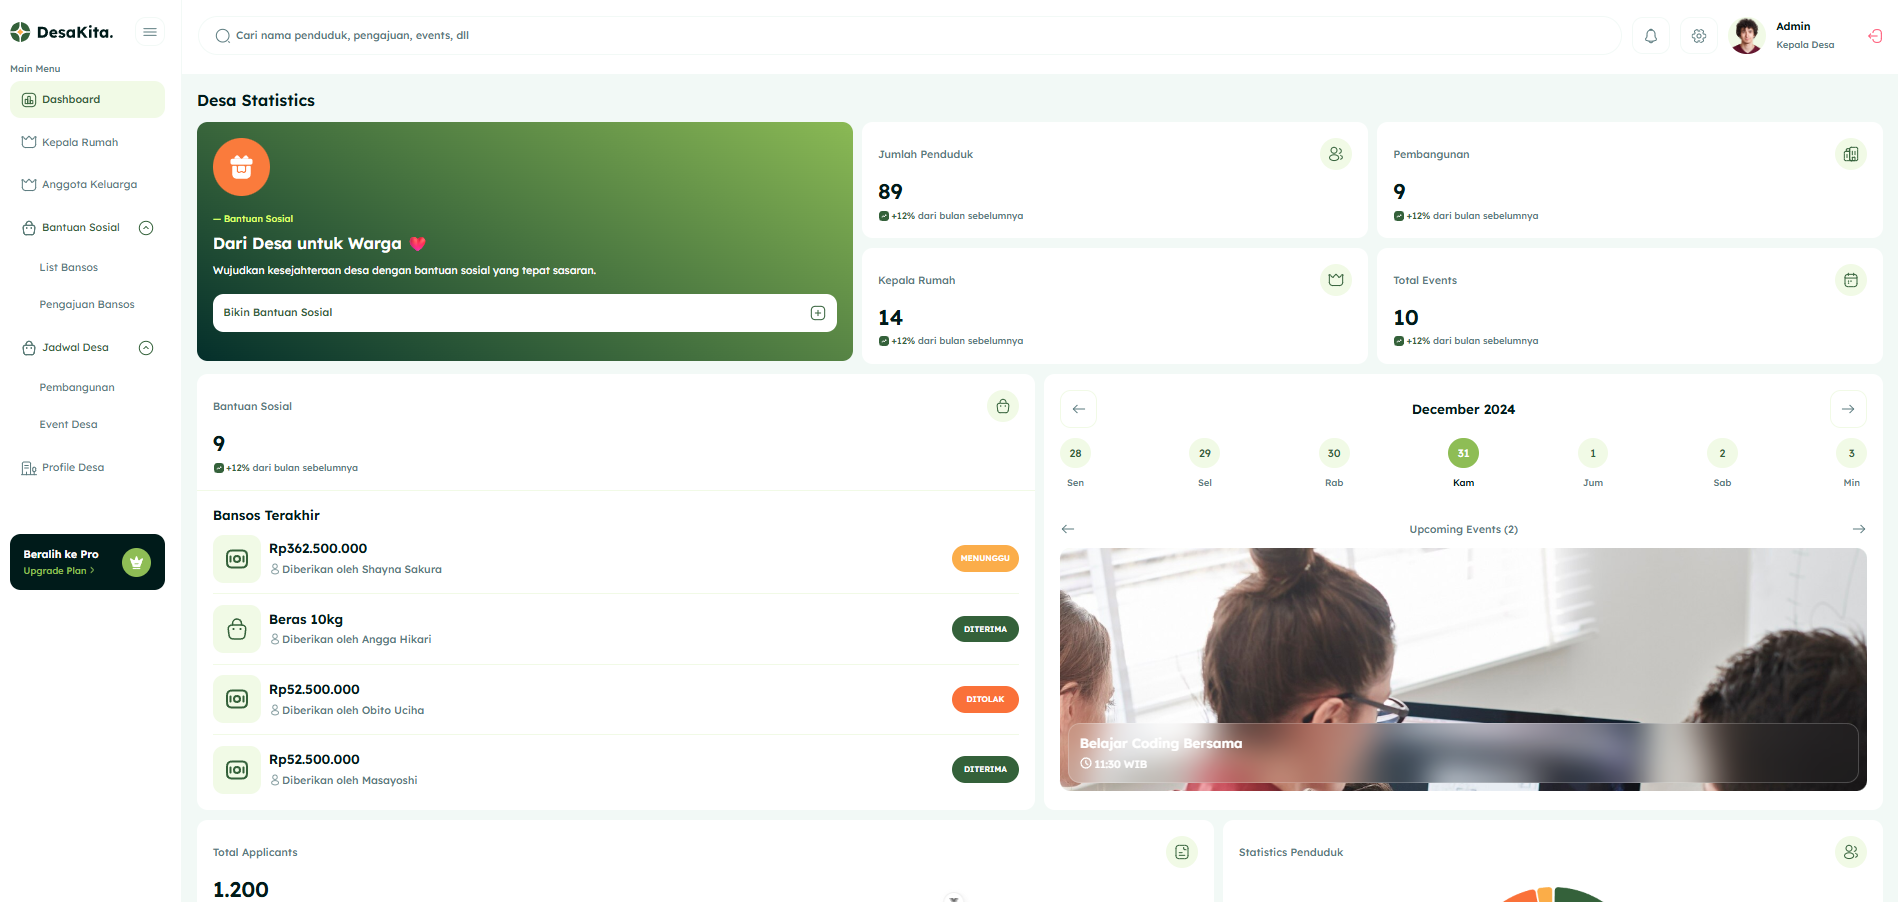 DesaKita.
Cari nama penduduk, pengajuan, events, dll
Admin
Kepala Desa
Main Menu
Dashboard
Kepala Rumah
Anggota Keluarga
Bantuan Sosial
List Bansos
Pengajuan Bansos
Jadwal Desa
Pembangunan
Event Desa
Profile Desa
Beralih ke Pro
Upgrade Plan
Desa Statistics
— Bantuan Sosial
Dari Desa untuk Warga
Wujudkan kesejahteraan desa dengan bantuan sosial yang tepat sasaran.
Bikin Bantuan Sosial
Jumlah Penduduk
89
+12% dari bulan sebelumnya
Pembangunan
9
+12% dari bulan sebelumnya
Kepala Rumah
14
+12% dari bulan sebelumnya
Total Events
10
+12% dari bulan sebelumnya
Bantuan Sosial
9
+12% dari bulan sebelumnya
Bansos Terakhir
Rp362.500.000
Diberikan oleh Shayna Sakura
MENUNGGU
Beras 10kg
Diberikan oleh Angga Hikari
DITERIMA
Rp52.500.000
Diberikan oleh Obito Uciha
DITOLAK
Rp52.500.000
Diberikan oleh Masayoshi
DITERIMA
December 2024
28 29 30 31 1 2 3
Sen Sel Rab Kam Jum Sab Min
Upcoming Events (2)
Belajar Coding Bersama
11:30 WIB
Total Applicants
1.200
Statistics Penduduk